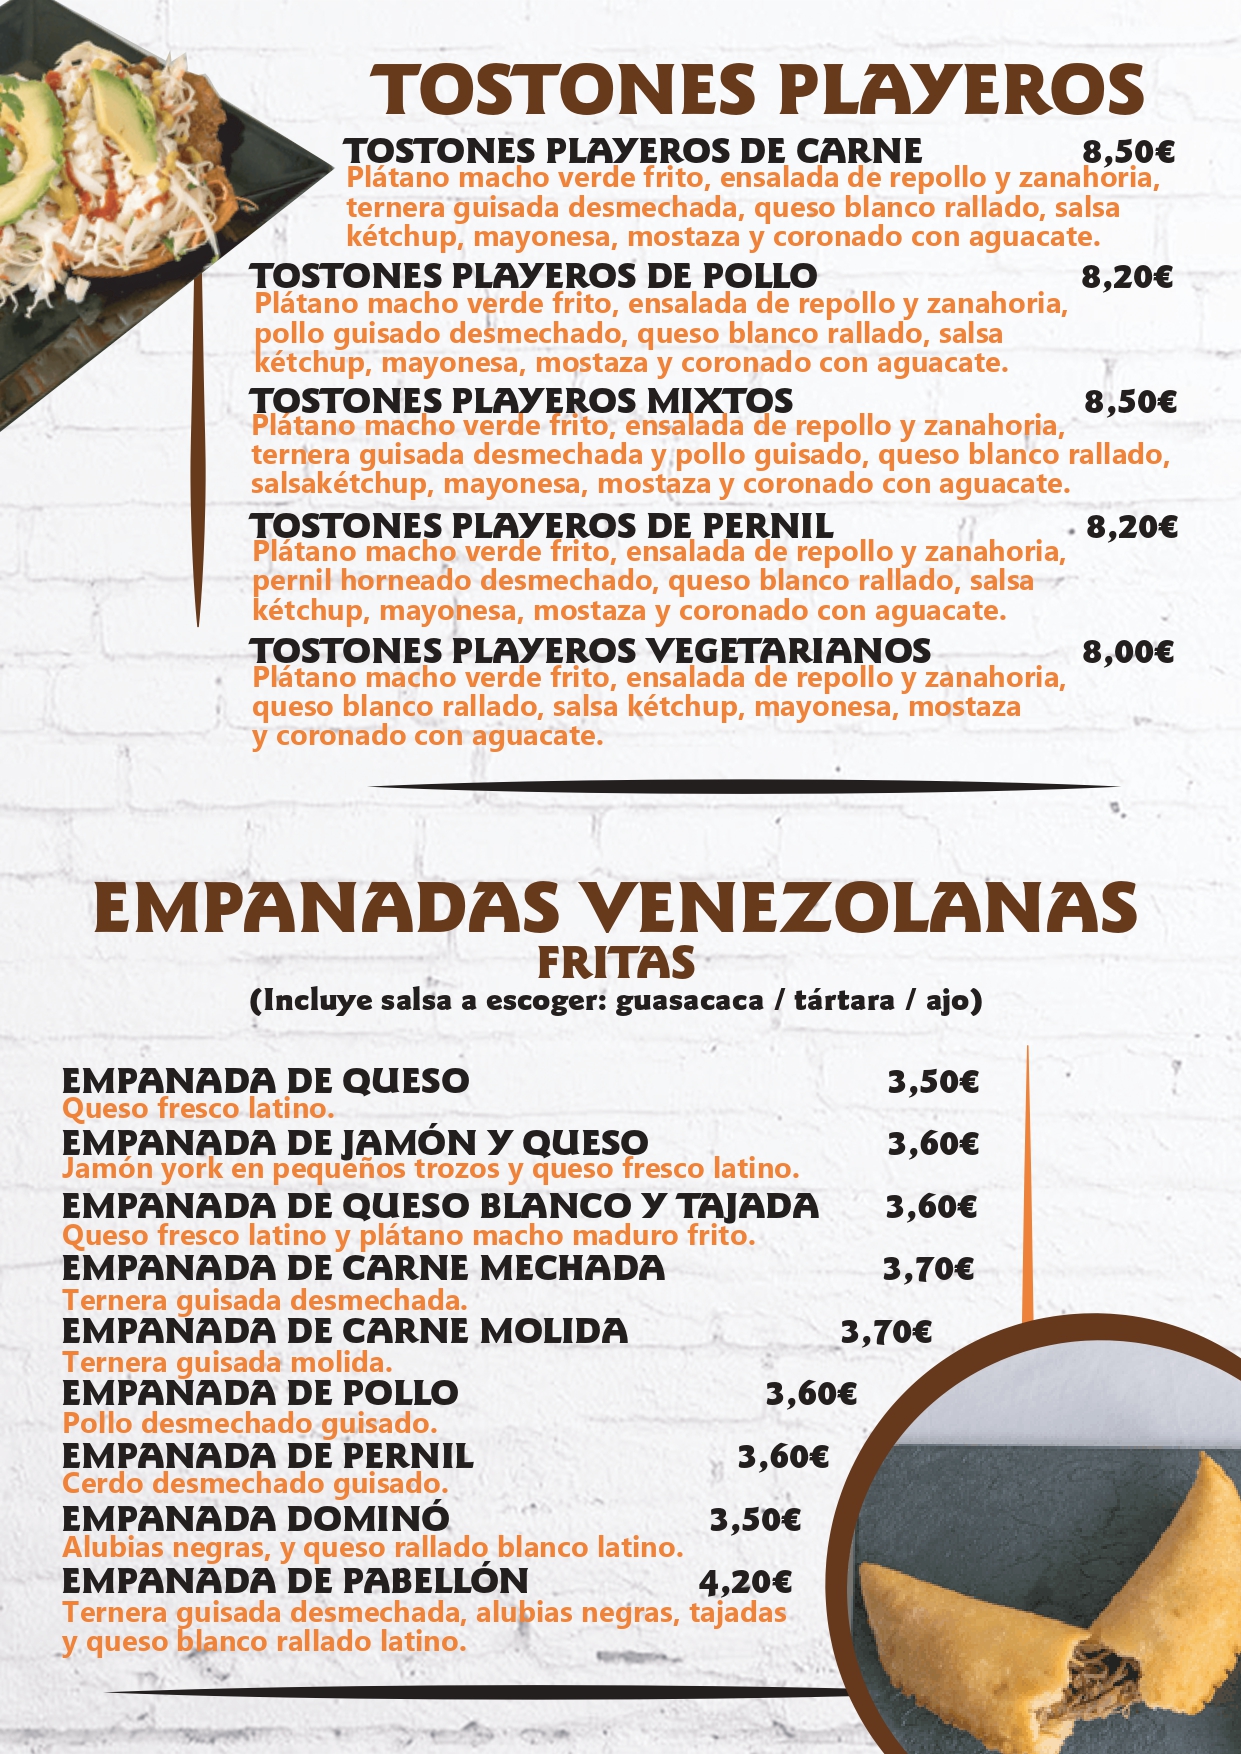 TOSTONES PLAYEROS
TOSTONES PLAYEROS DE CARNE 8,50€
Plátano macho verde frito, ensalada de repollo y zanahoria,
ternera guisada desmechada, queso blanco rallado, salsa
kétchup, mayonesa, mostaza y coronado con aguacate.
TOSTONES PLAYEROS DE POLLO 8,20€
Plátano macho verde frito, ensalada de repollo y zanahoria,
pollo guisado desmechado, queso blanco rallado, salsa
kétchup, mayonesa, mostaza y coronado con aguacate.
TOSTONES PLAYEROS MIXTOS 8,50€
Plátano macho verde frito, ensalada de repollo y zanahoria,
ternera guisada desmechada y pollo guisado, queso blanco rallado,
salsakétchup, mayonesa, mostaza y coronado con aguacate.
TOSTONES PLAYEROS DE PERNIL 8,20€
Plátano macho verde frito, ensalada de repollo y zanahoria,
pernil horneado desmechado, queso blanco rallado, salsa
kétchup, mayonesa, mostaza y coronado con aguacate.
TOSTONES PLAYEROS VEGETARIANOS 8,00€
Plátano macho verde frito, ensalada de repollo y zanahoria,
queso blanco rallado, salsa kétchup, mayonesa, mostaza
y coronado con aguacate.
EMPANADAS VENEZOLANAS
FRITAS
(Incluye salsa a escoger: guasacaca / tártara / ajo)
EMPANADA DE QUESO 3,50€
Queso fresco latino.
EMPANADA DE JAMÓN Y QUESO 3,60€
Jamón york en pequeños trozos y queso fresco latino.
EMPANADA DE QUESO BLANCO Y TAJADA 3,60€
Queso fresco latino y plátano macho maduro frito.
EMPANADA DE CARNE MECHADA 3,70€
Ternera guisada desmechada.
EMPANADA DE CARNE MOLIDA 3,70€
Ternera guisada molida.
EMPANADA DE POLLO 3,60€
Pollo desmechado guisado.
EMPANADA DE PERNIL 3,60€
Cerdo desmechado guisado.
EMPANADA DOMINÓ 3,50€
Alubias negras, y queso rallado blanco latino.
EMPANADA DE PABELLÓN 4,20€
Ternera guisada desmechada, alubias negras, tajadas
y queso blanco rallado latino.